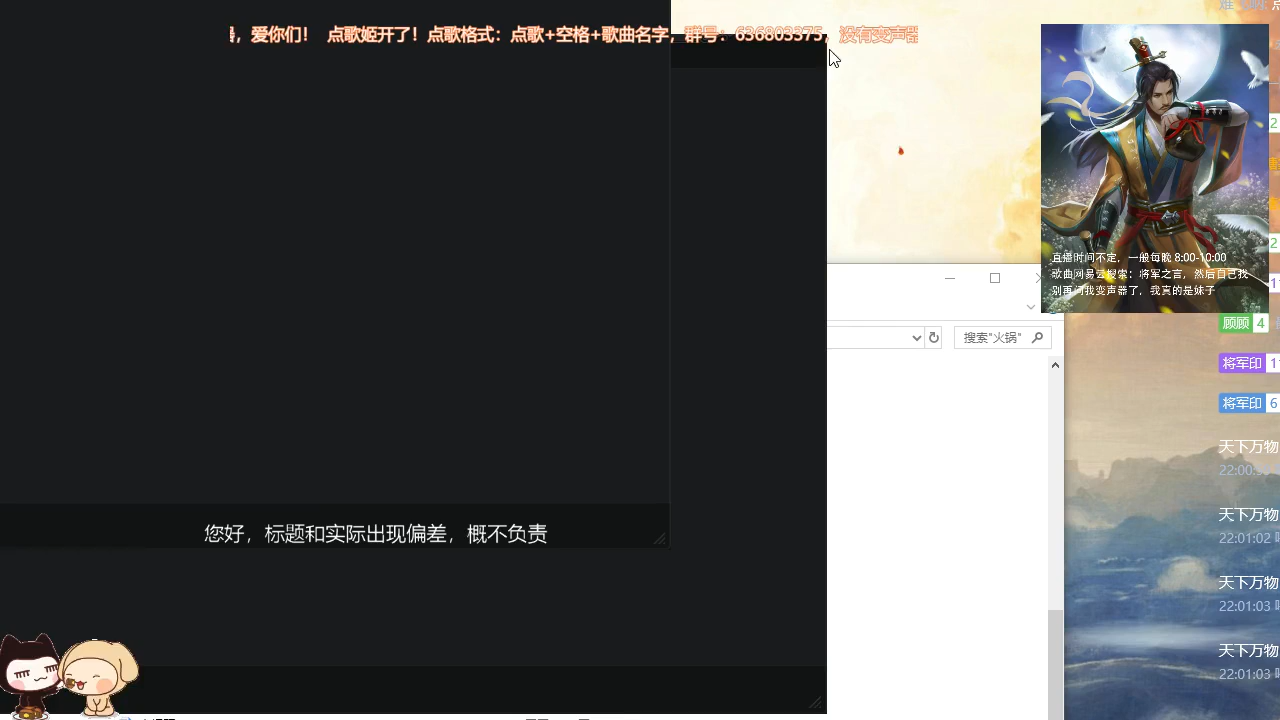 爱你们！ 点歌姬开了！点歌格式：点歌+空格+歌曲名字，群号：636803375，没有变声器
直播时间不定，一般每晚 8:00-10:00
歌曲网易云搜索：将军之言，然后自己找
别再问我变声器了，我真的是妹子
搜索"火锅"
顾顾 4
将军印 1
将军印 6
天下万物
天下万物
22:01:02
天下万物
22:01:03
天下万物
22:01:03
您好，标题和实际出现偏差，概不负责